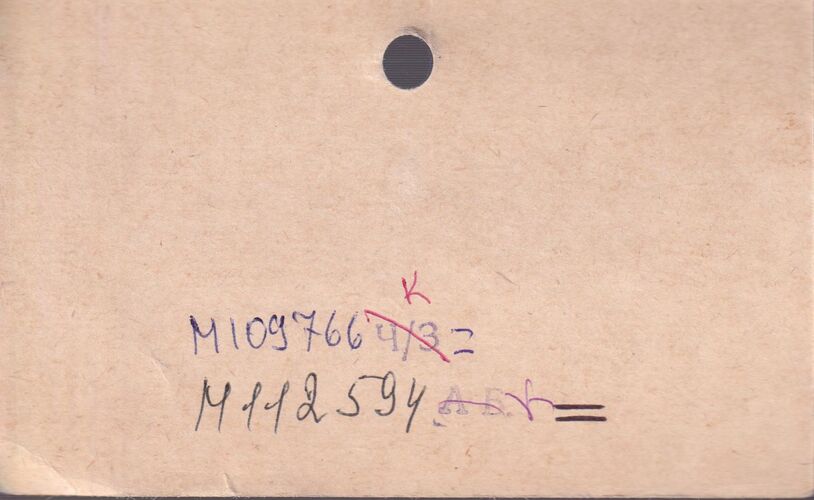 К
М109766 Ч/З =
М112594 АБ =